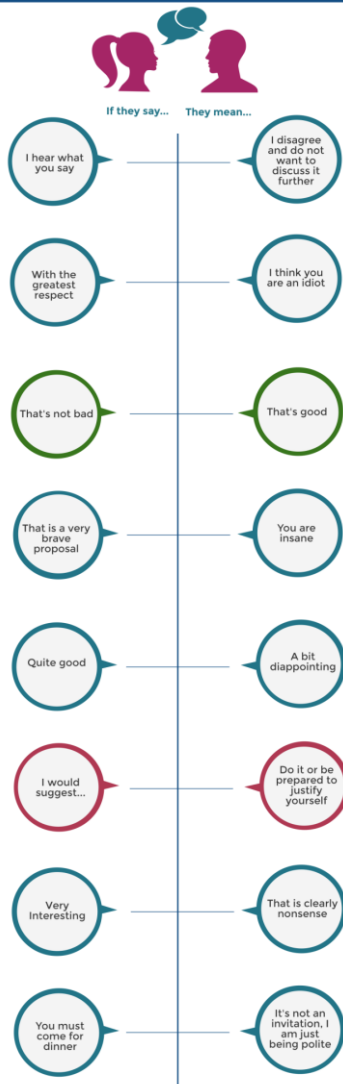 If they say... They mean...
I hear what
you say
I disagree
and do not
want to
discuss it
further
With the
greatest
respect
I think you
are an idiot
That's not bad
That's good
That is a very
brave
proposal
You are
insane
Quite good
A bit
diappointing
I would
suggest...
Do it or be
prepared to
justify
yourself
Very
Interesting
That is clearly
nonsense
You must
come for
dinner
It's not an
invitation, I
am just
being polite